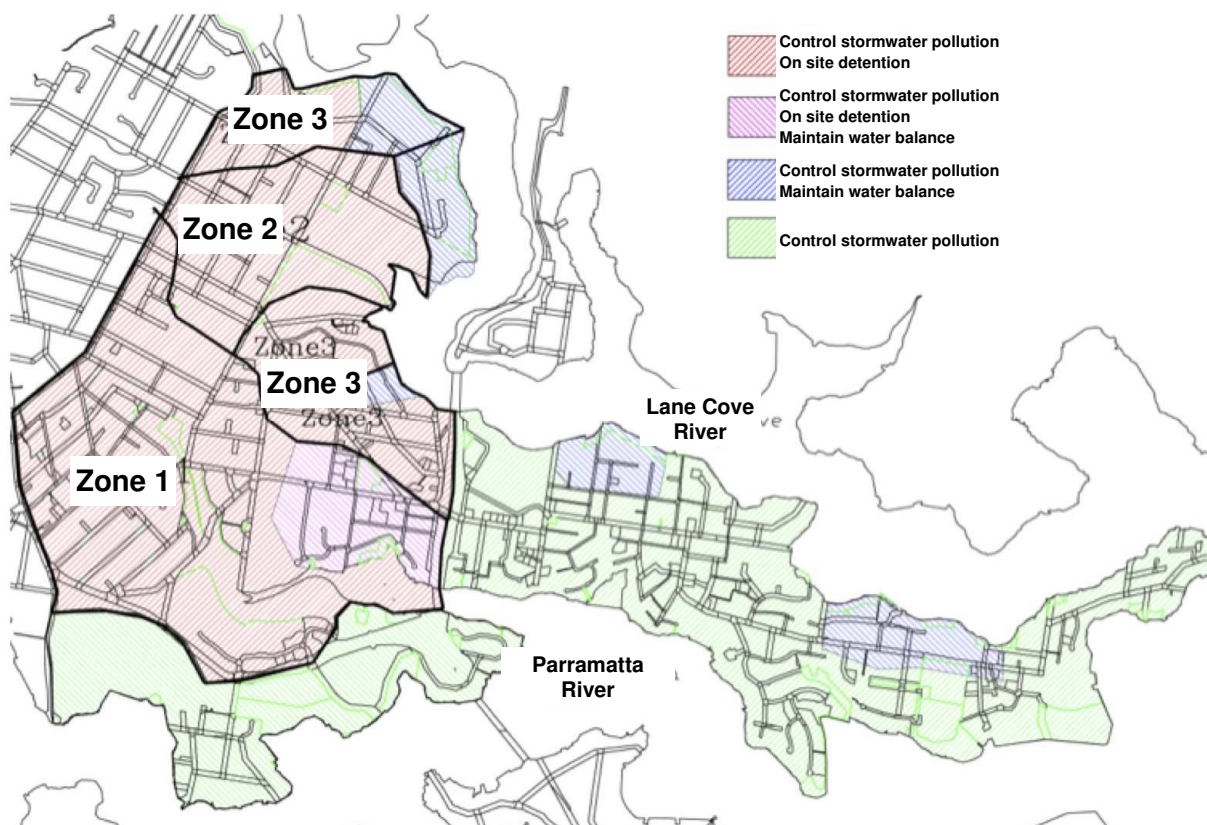 Control stormwater pollution
On site detention
Control stormwater pollution
On site detention
Maintain water balance
Control stormwater pollution
Maintain water balance
Control stormwater pollution
Zone 3
Zone 2 2
Zone3
Zone 3
Zone3
Lane Cove
River
ve
Zone 1
Parramatta
River